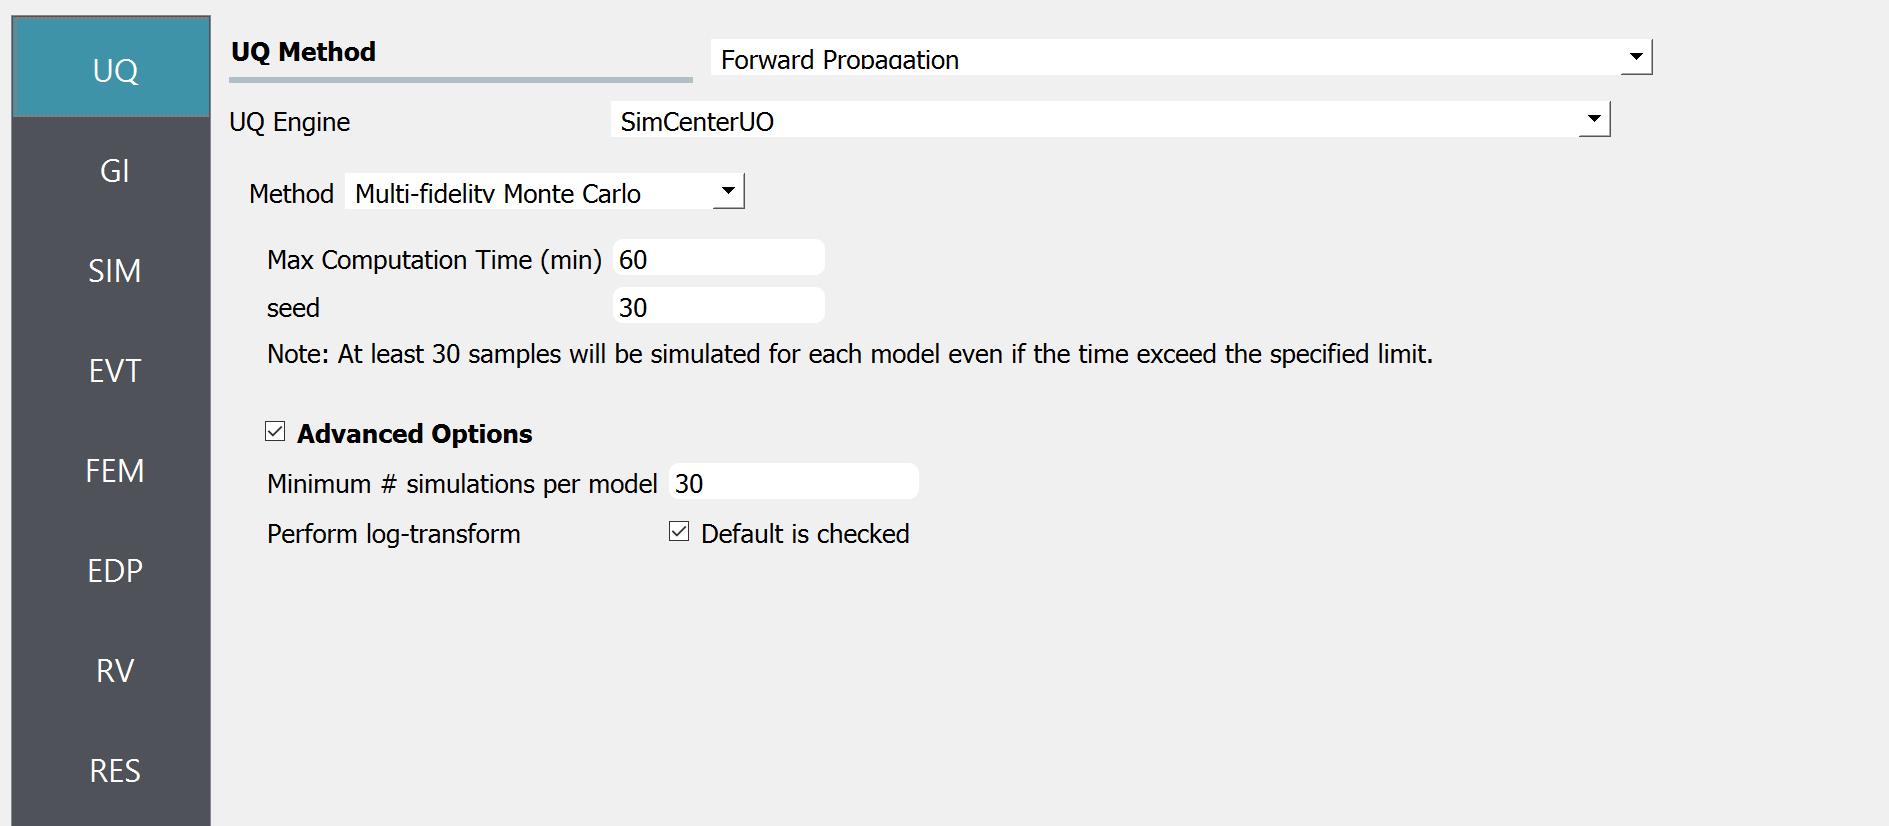 UQ
GI
SIM
EVT
FEM
EDP
RV
RES
UQ Method
Forward Propagation
UQ Engine
SimCenterUQ
Method
Multi-fidelity Monte Carlo
Max Computation Time (min)
60
seed
30
Note: At least 30 samples will be simulated for each model even if the time exceed the specified limit.
Advanced Options
Minimum # simulations per model
30
Perform log-transform
Default is checked